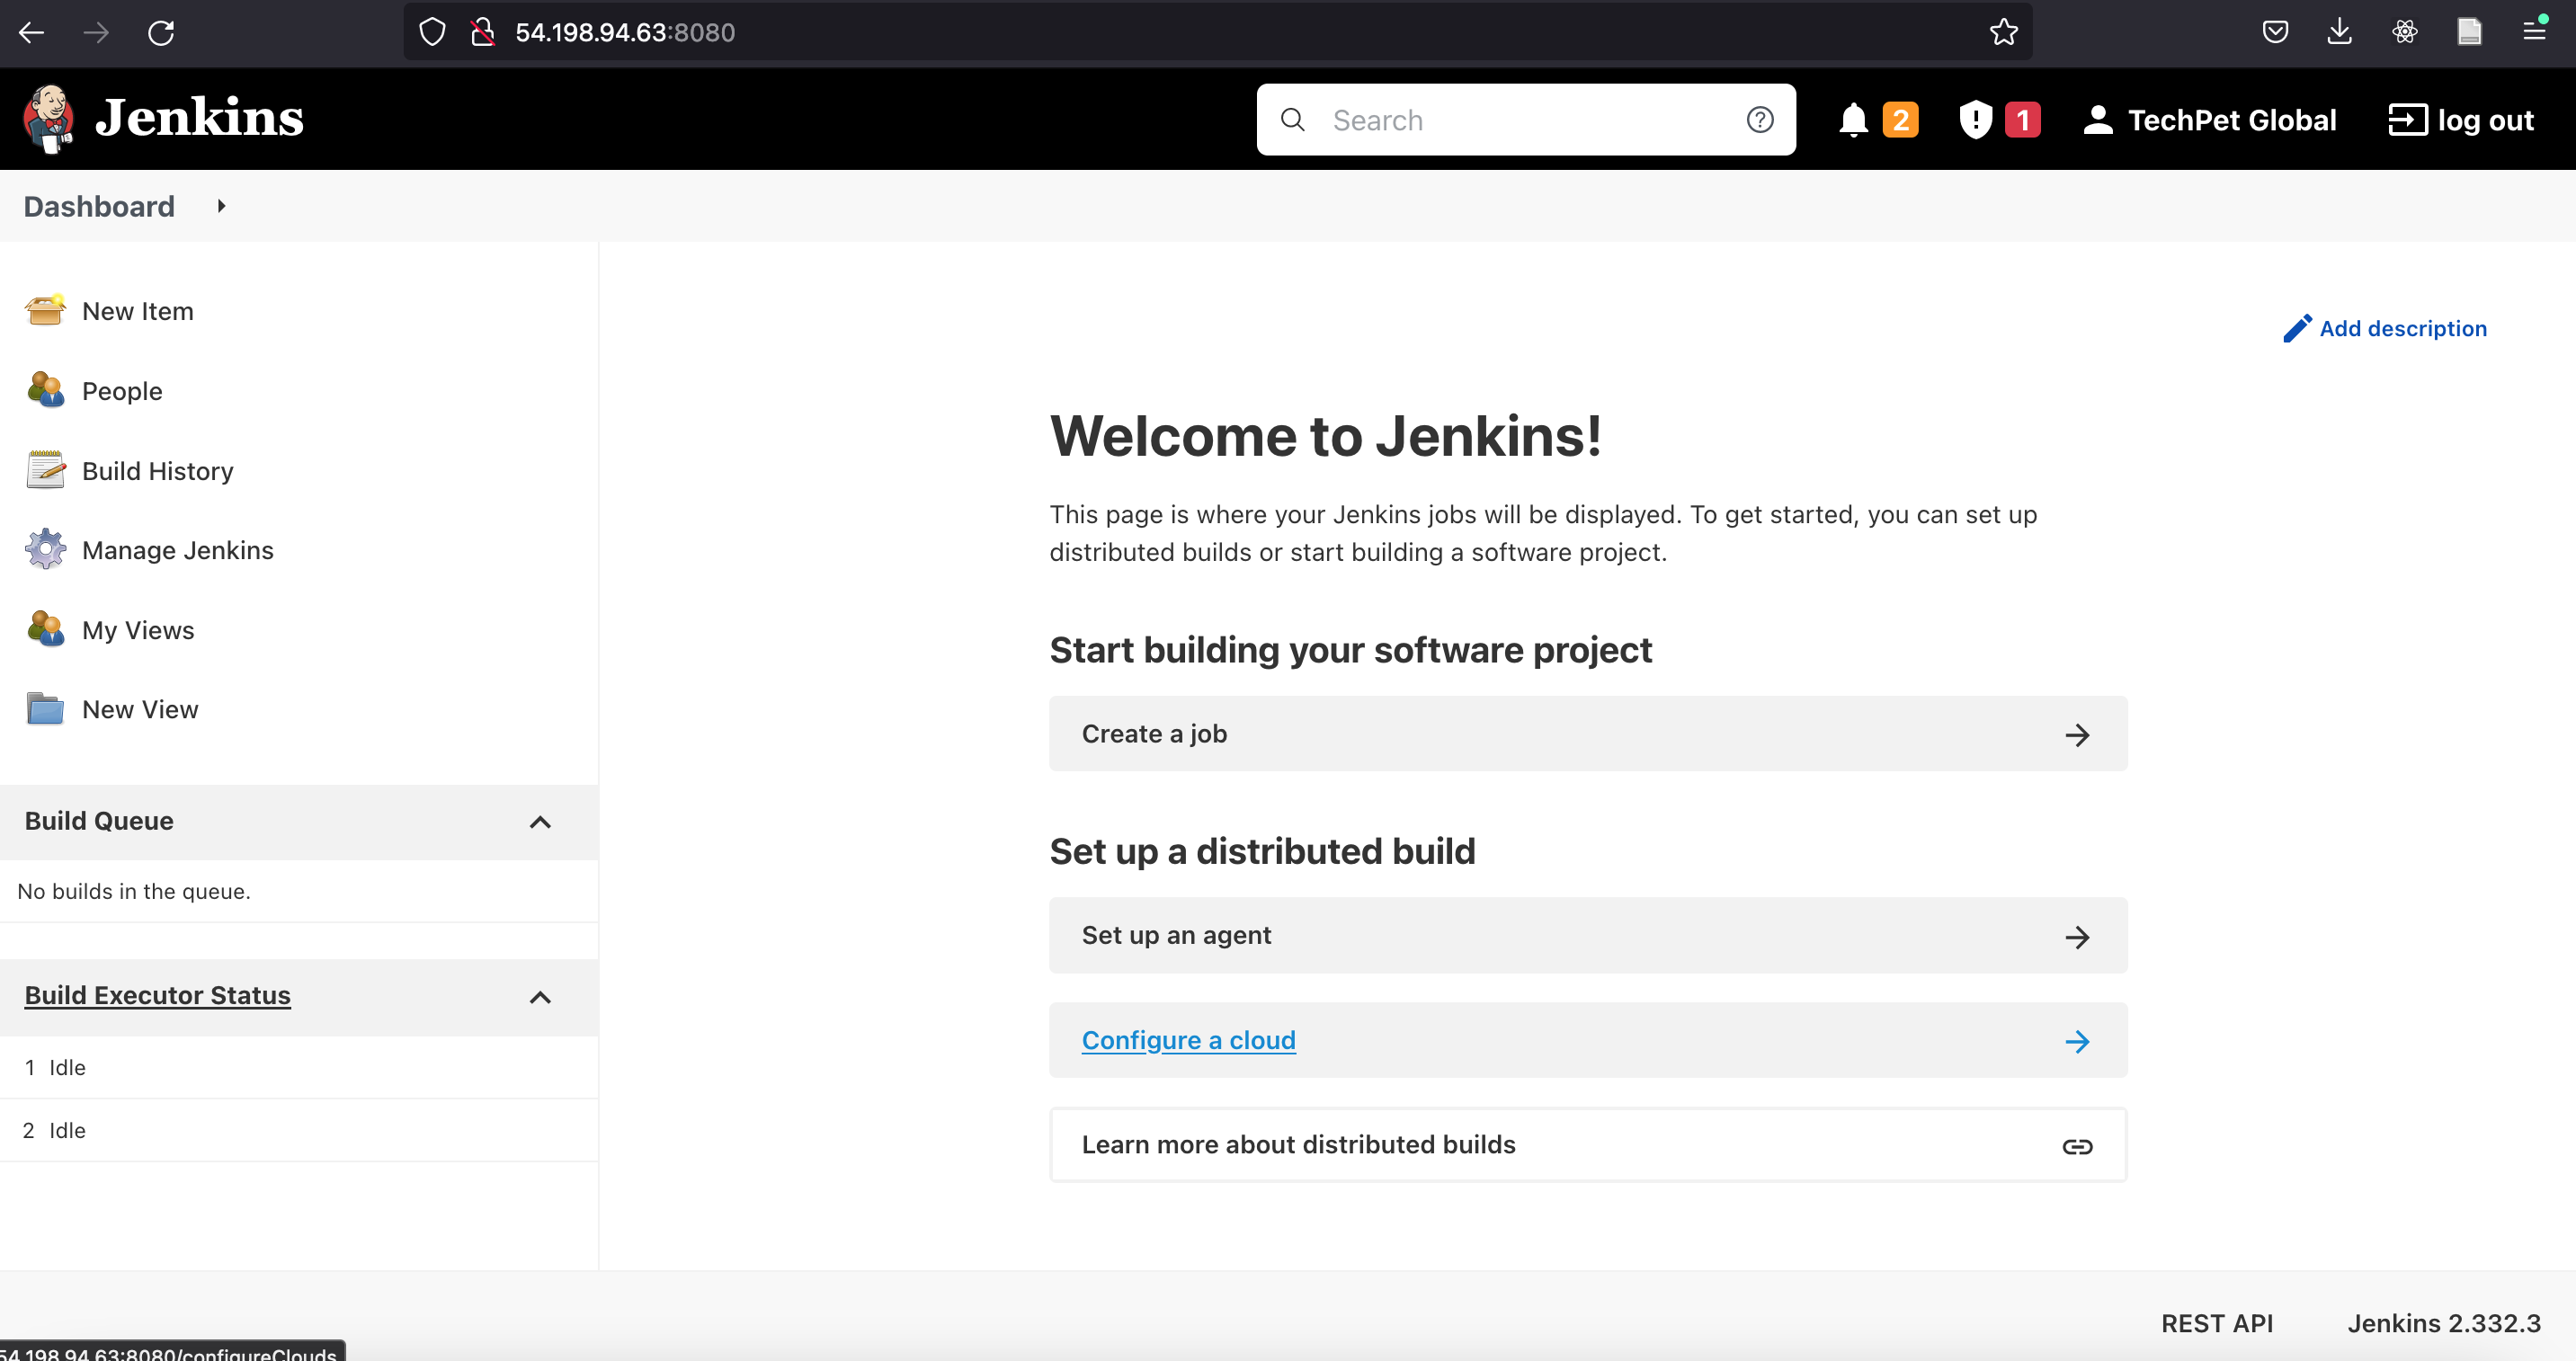 54.198.94.63:8080
Jenkins
Search
2
1
TechPet Global
log out
Dashboard
New Item
People
Build History
Manage Jenkins
My Views
New View
Build Queue
No builds in the queue.
Build Executor Status
1 Idle
2 Idle
Add description
Welcome to Jenkins!
This page is where your Jenkins jobs will be displayed. To get started, you can set up
distributed builds or start building a software project.
Start building your software project
Create a job
Set up a distributed build
Set up an agent
Configure a cloud
Learn more about distributed builds
REST API
Jenkins 2.332.3
54.198.94.63:8080/configureClouds